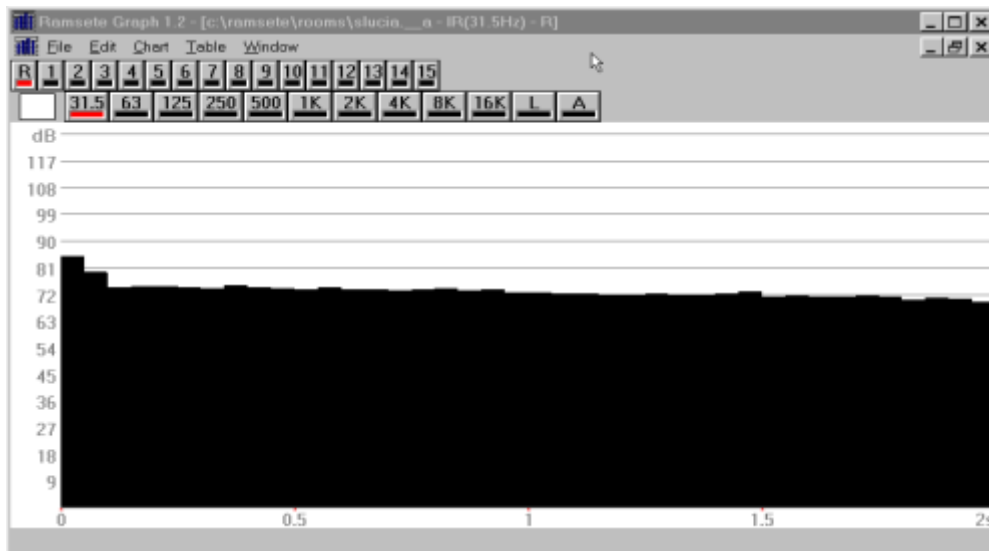 Ramsete Graph 1.2 - [c:\ramsete\rooms\slucia.__a - IR(31.5Hz) - R]
File Edit Chart Table Window
R 1 2 3 4 5 6 7 8 9 10 11 12 13 14 15
31.5 63 125 250 500 1K 2K 4K 8K 16K L A
dB
117
108
99
90
81
72
63
54
45
36
27
18
9
0 0.5 1 1.5 2s